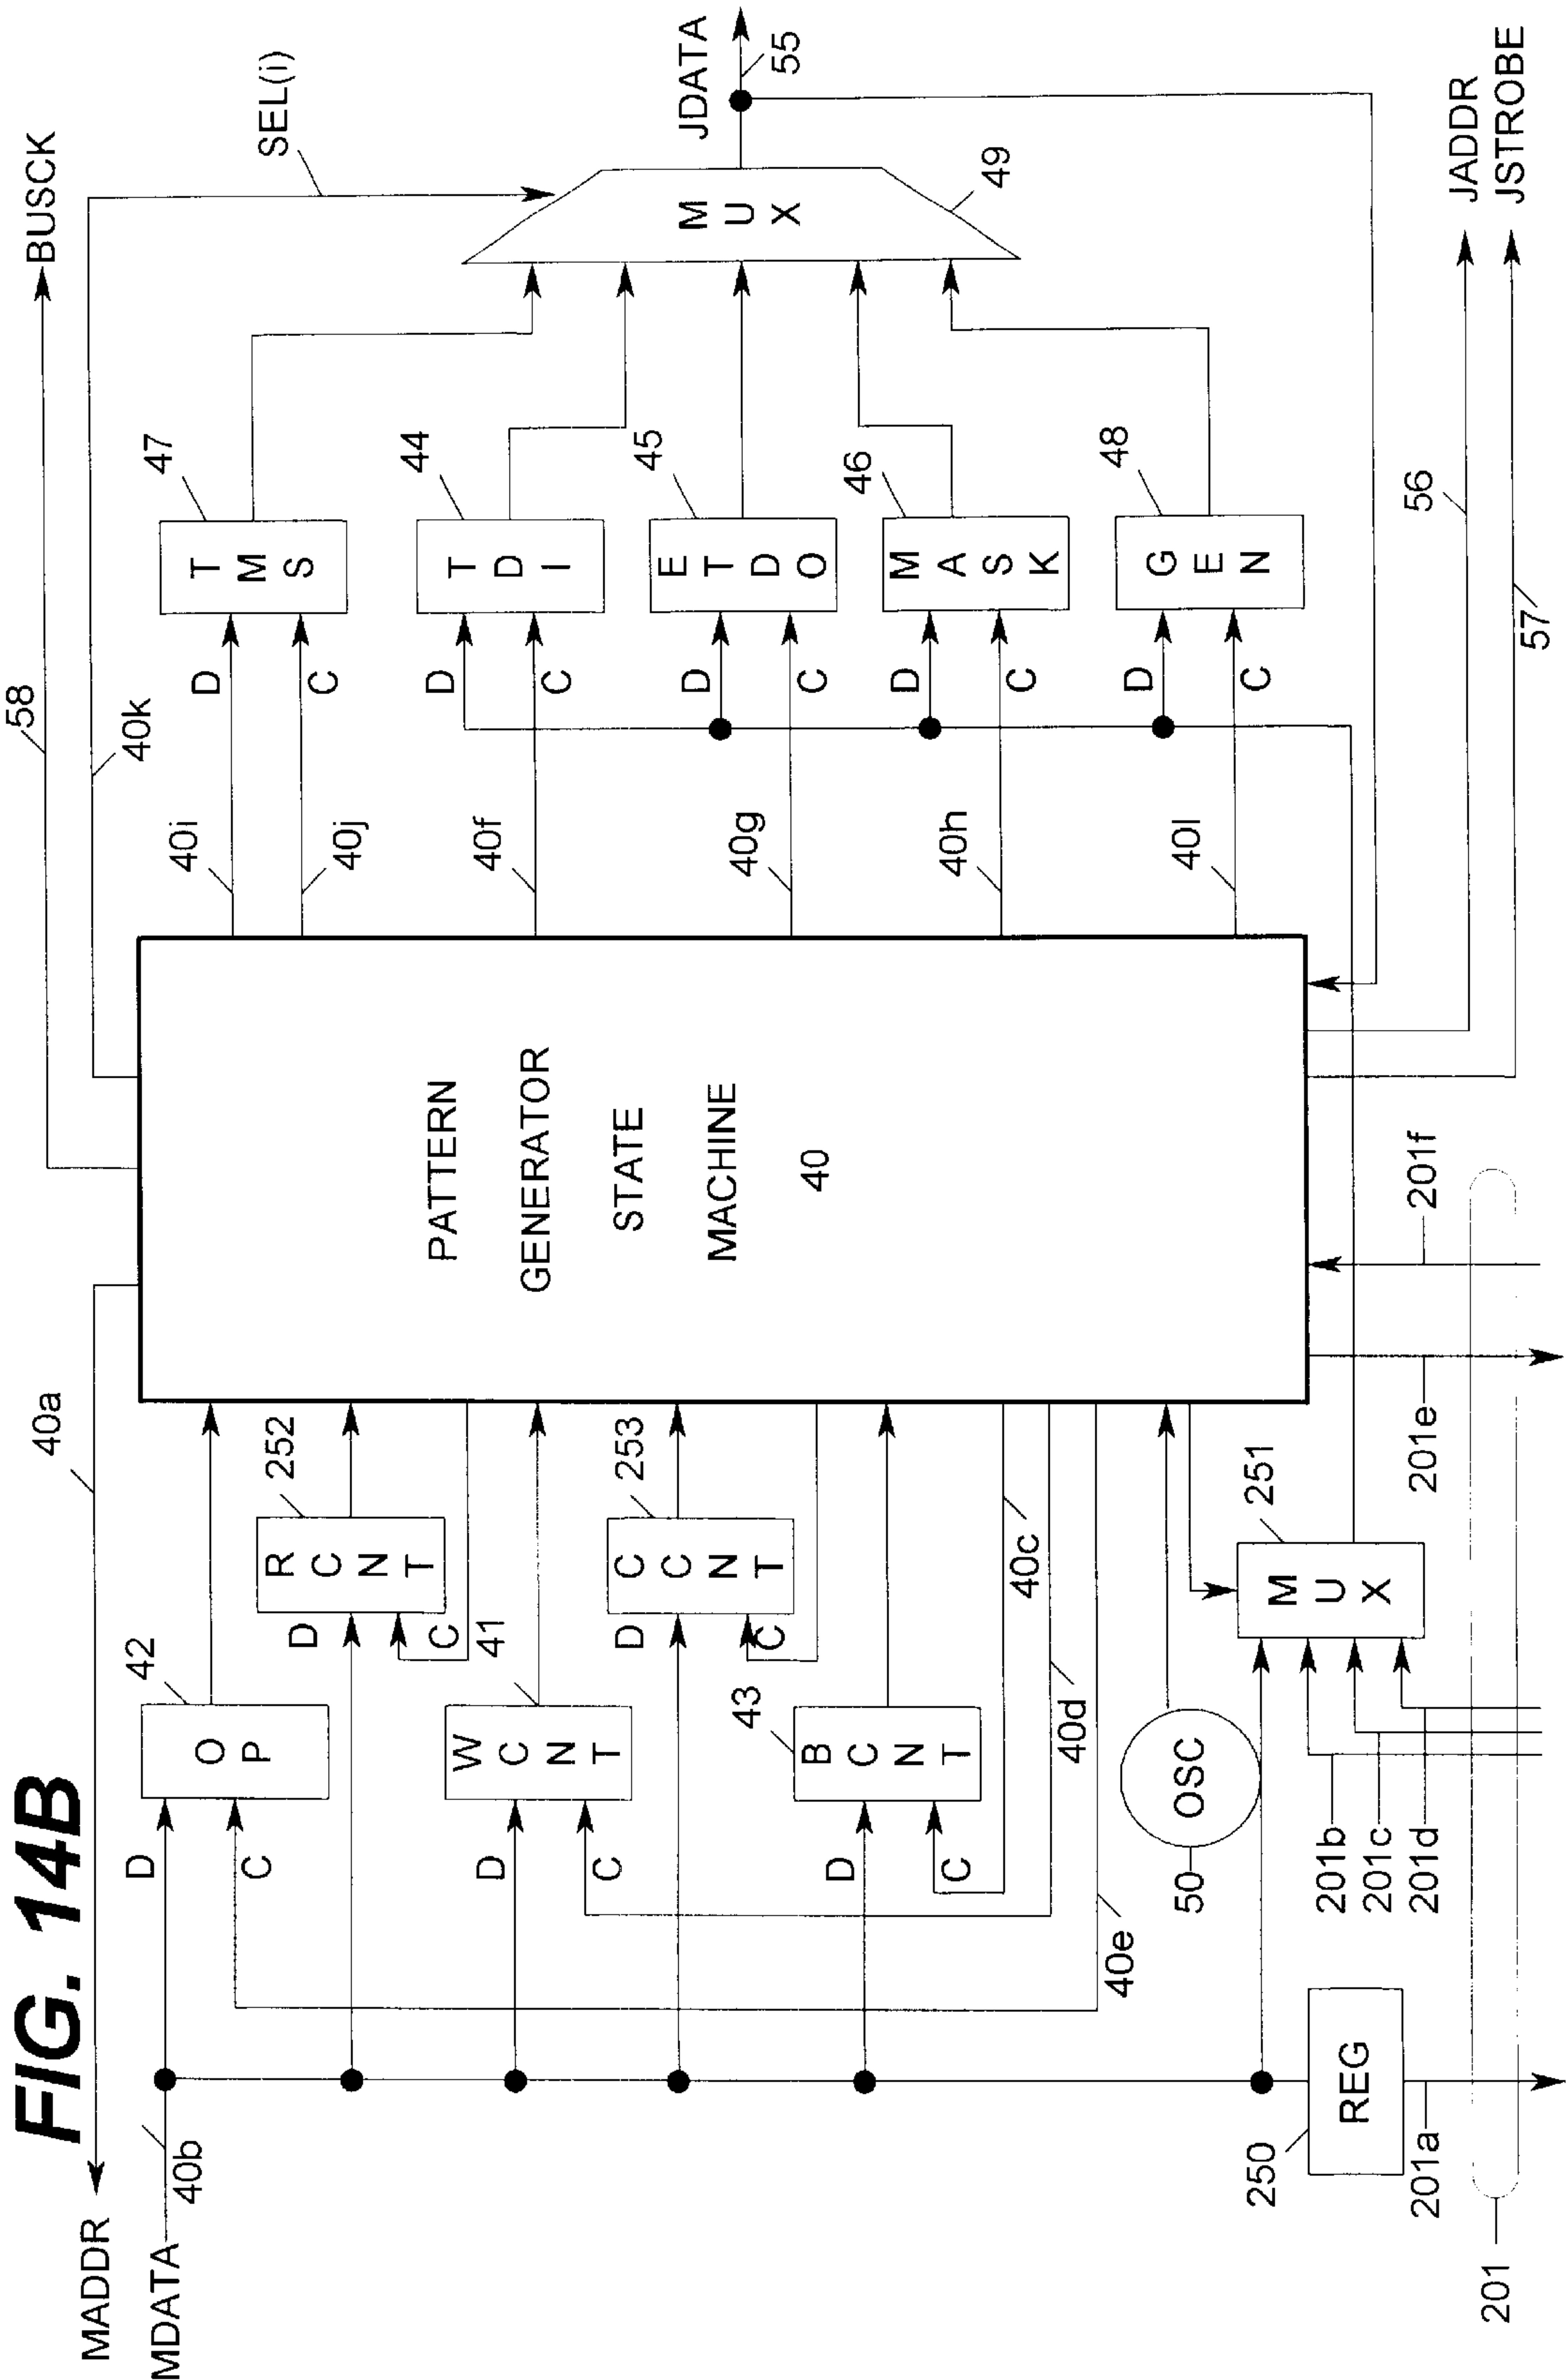 FIG. 14B
MADDR
40a
58
BUSCK
40k
SEL(i)
MDATA
40b
D
C
OP
42
D
C
RCNT
252
D
C
WCNT
41
D
C
CCNT
253
D
C
BCNT
43
40c
40d
40e
OSC
50
PATTERN
GENERATOR
STATE
MACHINE
40
40i
40j
40f
40g
40h
40l
D
C
TMS
47
D
C
TDI
44
D
C
ETDO
45
D
C
MASK
46
D
C
GEN
48
MUX
49
JDATA
55
MUX
251
REG
250
201a
201b
201c
201d
201e
201f
201
56
57
JADDR
JSTROBE